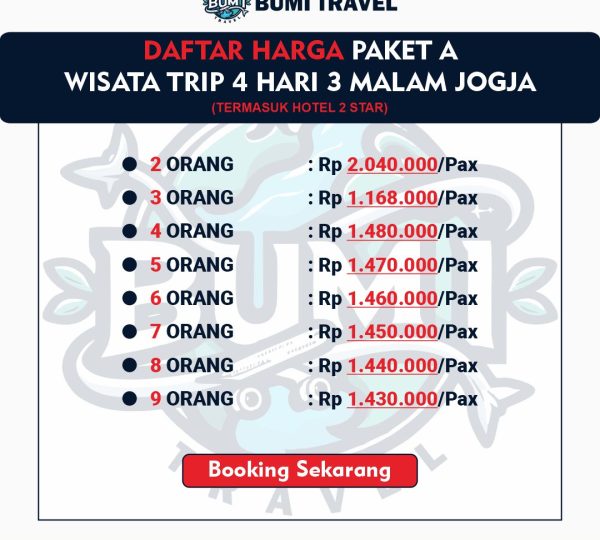 BUMI TRAVEL
DAFTAR HARGA PAKET A
WISATA TRIP 4 HARI 3 MALAM JOGJA
(TERMASUK HOTEL 2 STAR)
2 ORANG : Rp 2.040.000/Pax
3 ORANG : Rp 1.168.000/Pax
4 ORANG : Rp 1.480.000/Pax
5 ORANG : Rp 1.470.000/Pax
6 ORANG : Rp 1.460.000/Pax
7 ORANG : Rp 1.450.000/Pax
8 ORANG : Rp 1.440.000/Pax
9 ORANG : Rp 1.430.000/Pax
BUMI
TRAVEL
Booking Sekarang